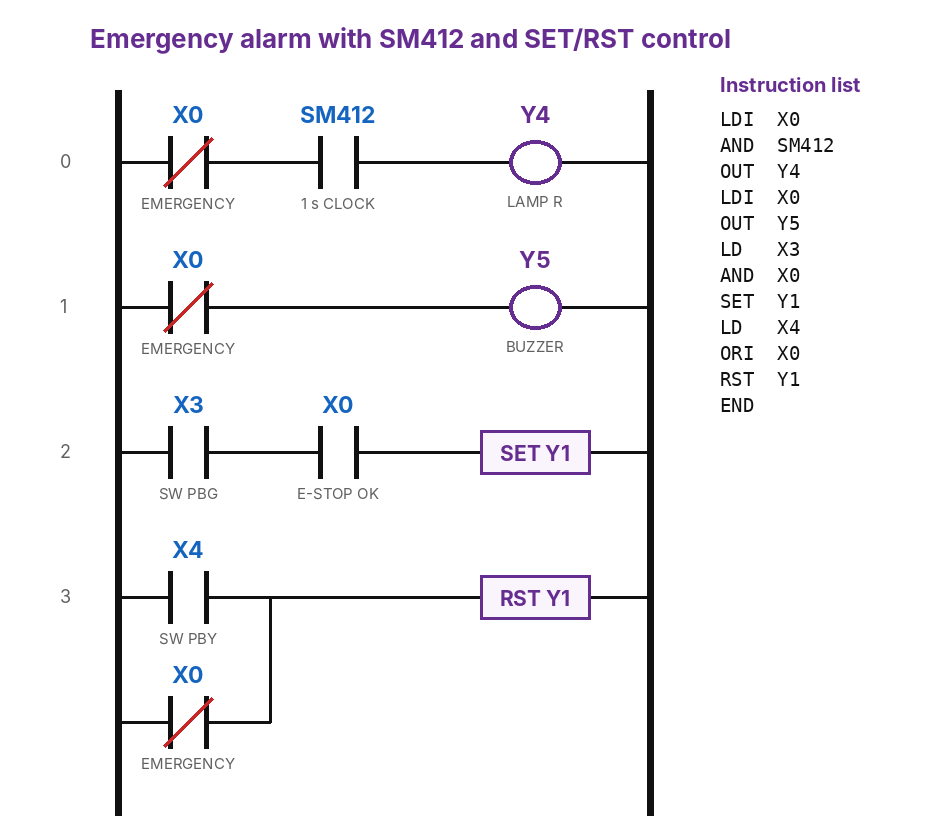 Emergency alarm with SM412 and SET/RST control
Instruction list
LDI X0
AND SM412
OUT Y4
LDI X0
OUT Y5
LD X3
AND X0
SET Y1
LD X4
ORI X0
RST Y1
END
X0 SM412 Y4
0
EMERGENCY 1 s CLOCK LAMP R
X0 Y5
1
EMERGENCY BUZZER
X3 X0
2 SET Y1
SW PBG E-STOP OK
X4
3 RST Y1
SW PBY
X0
EMERGENCY